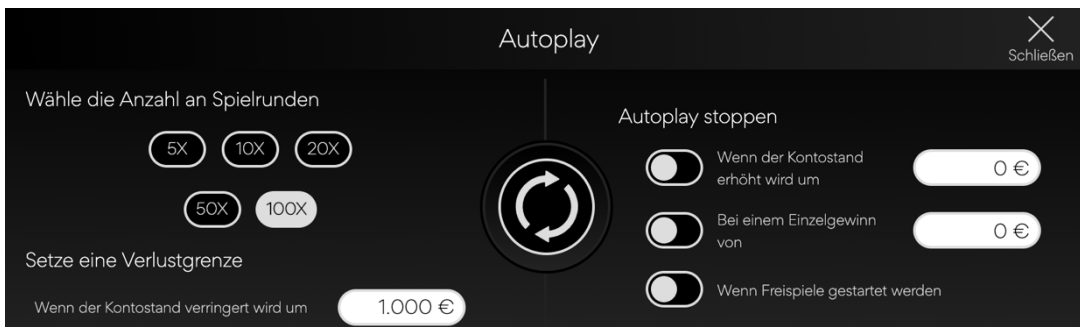 Autoplay
Schließen
Wähle die Anzahl an Spielrunden
5X 10X 20X
50X 100X
Setze eine Verlustgrenze
Wenn der Kontostand verringert wird um 1.000 €
Autoplay stoppen
Wenn der Kontostand
erhöht wird um
0 €
Bei einem Einzelgewinn
von
0 €
Wenn Freispiele gestartet werden